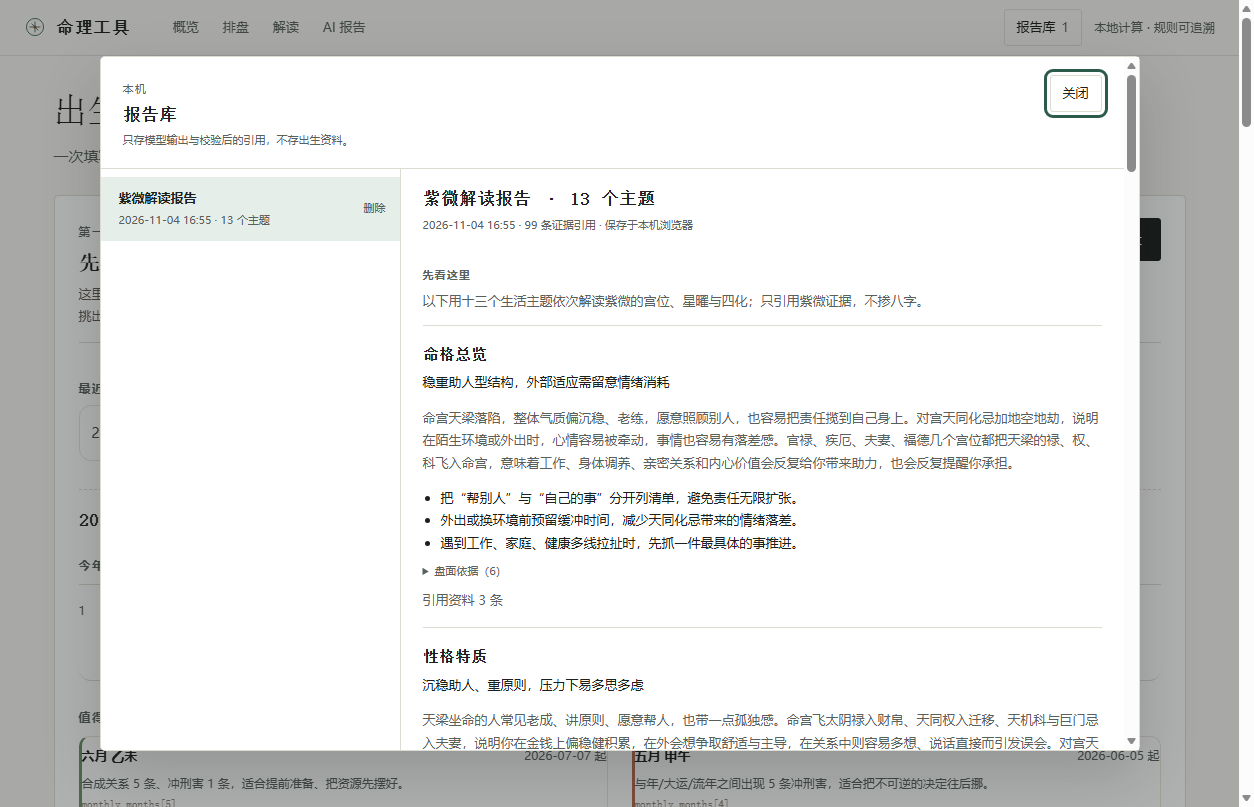 命理工具
概览
排盘
解读
AI 报告
报告库 1
本地计算 · 规则可追溯
出生
一次填
第一
先
这里
挑出
最近
2
20
今年
1
值得
本机
报告库
只存模型输出与校验后的引用，不存出生资料。
关闭
紫微解读报告
2026-11-04 16:55 · 13 个主题
删除
紫微解读报告 · 13 个主题
2026-11-04 16:55 · 99 条证据引用 · 保存于本机浏览器
先看这里
以下用十三个生活主题依次解读紫微的宫位、星曜与四化；只引用紫微证据，不掺八字。
命格总览
稳重助人型结构，外部适应需留意情绪消耗
命宫天梁落陷，整体气质偏沉稳、老练，愿意照顾别人，也容易把责任揽到自己身上。对宫天同化忌加地空地劫，说明
在陌生环境或外出时，心情容易被牵动，事情也容易有落差感。官禄、疾厄、夫妻、福德几个宫位都把天梁的禄、权、
科飞入命宫，意味着工作、身体调养、亲密关系和内心价值会反复给你带来助力，也会反复提醒你承担。
• 把“帮别人”与“自己的事”分开列清单，避免责任无限扩张。
• 外出或换环境前预留缓冲时间，减少天同化忌带来的情绪落差。
• 遇到工作、家庭、健康多线拉扯时，先抓一件最具体的事推进。
▶ 盘面依据（6）
引用资料 3 条
性格特质
沉稳助人、重原则，压力下易多思多虑
天梁坐命的人常见老成、讲原则、愿意帮人，也带一点孤独感。命宫飞太阴禄入财帛、天同权入迁移、天机科与巨门忌
入夫妻，说明你在金钱上偏稳健积累，在外会想争取舒适与主导，在关系中则容易多想、说话直接而引发误会。对宫天
六月 乙未
2026-07-07 起
合成关系 5 条、冲刑害 1 条，适合提前准备、把资源先摆好。
monthly.months[5]
五月 甲午
2026-06-05 起
与年/大运/流年之间出现 5 条冲刑害，适合把不可逆的决定往后挪。
monthly.months[4]